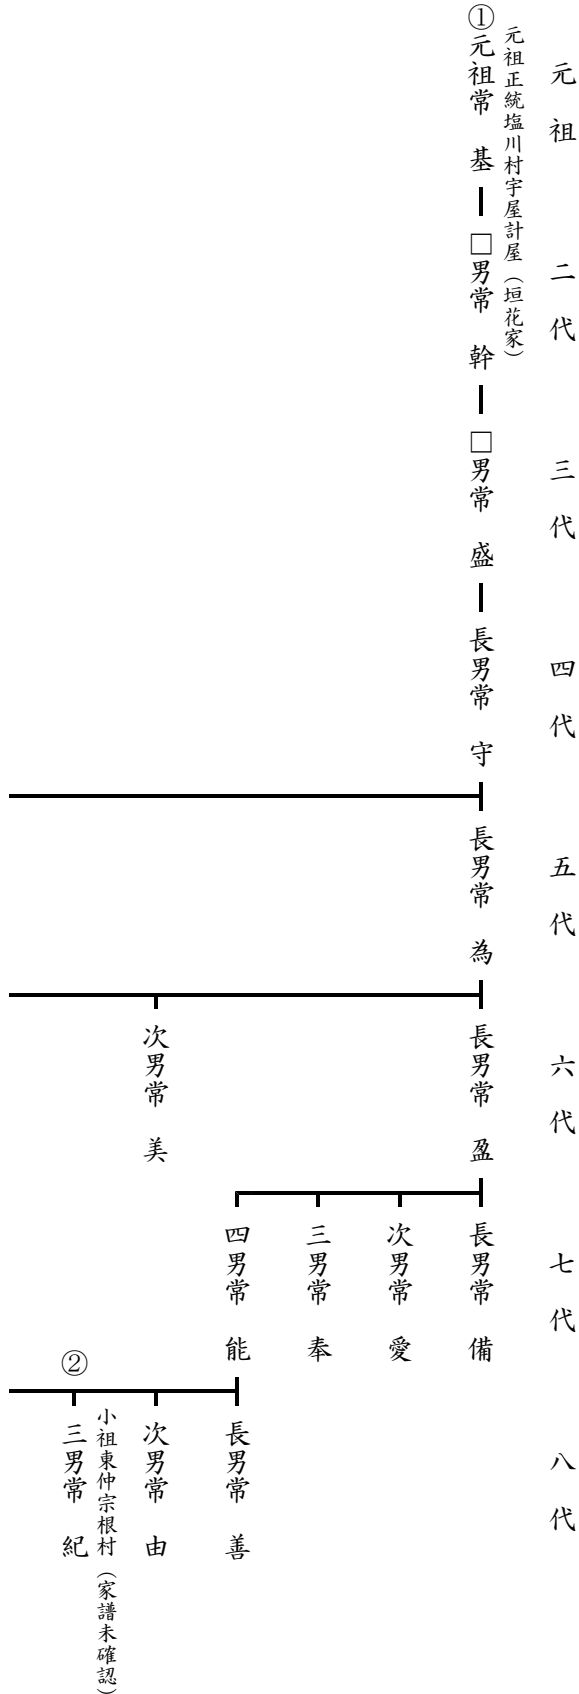 元祖
二代
三代
四代
五代
六代
七代
八代
元祖正統塩川村宇屋計屋（垣花家）
①元祖常基
□男常幹
□男常盛
長男常守
長男常為
長男常盈
長男常備
次男常愛
三男常奉
四男常能
次男常美
長男常善
次男常由
小祖東仲宗根村（家譜未確認）
②
三男常紀